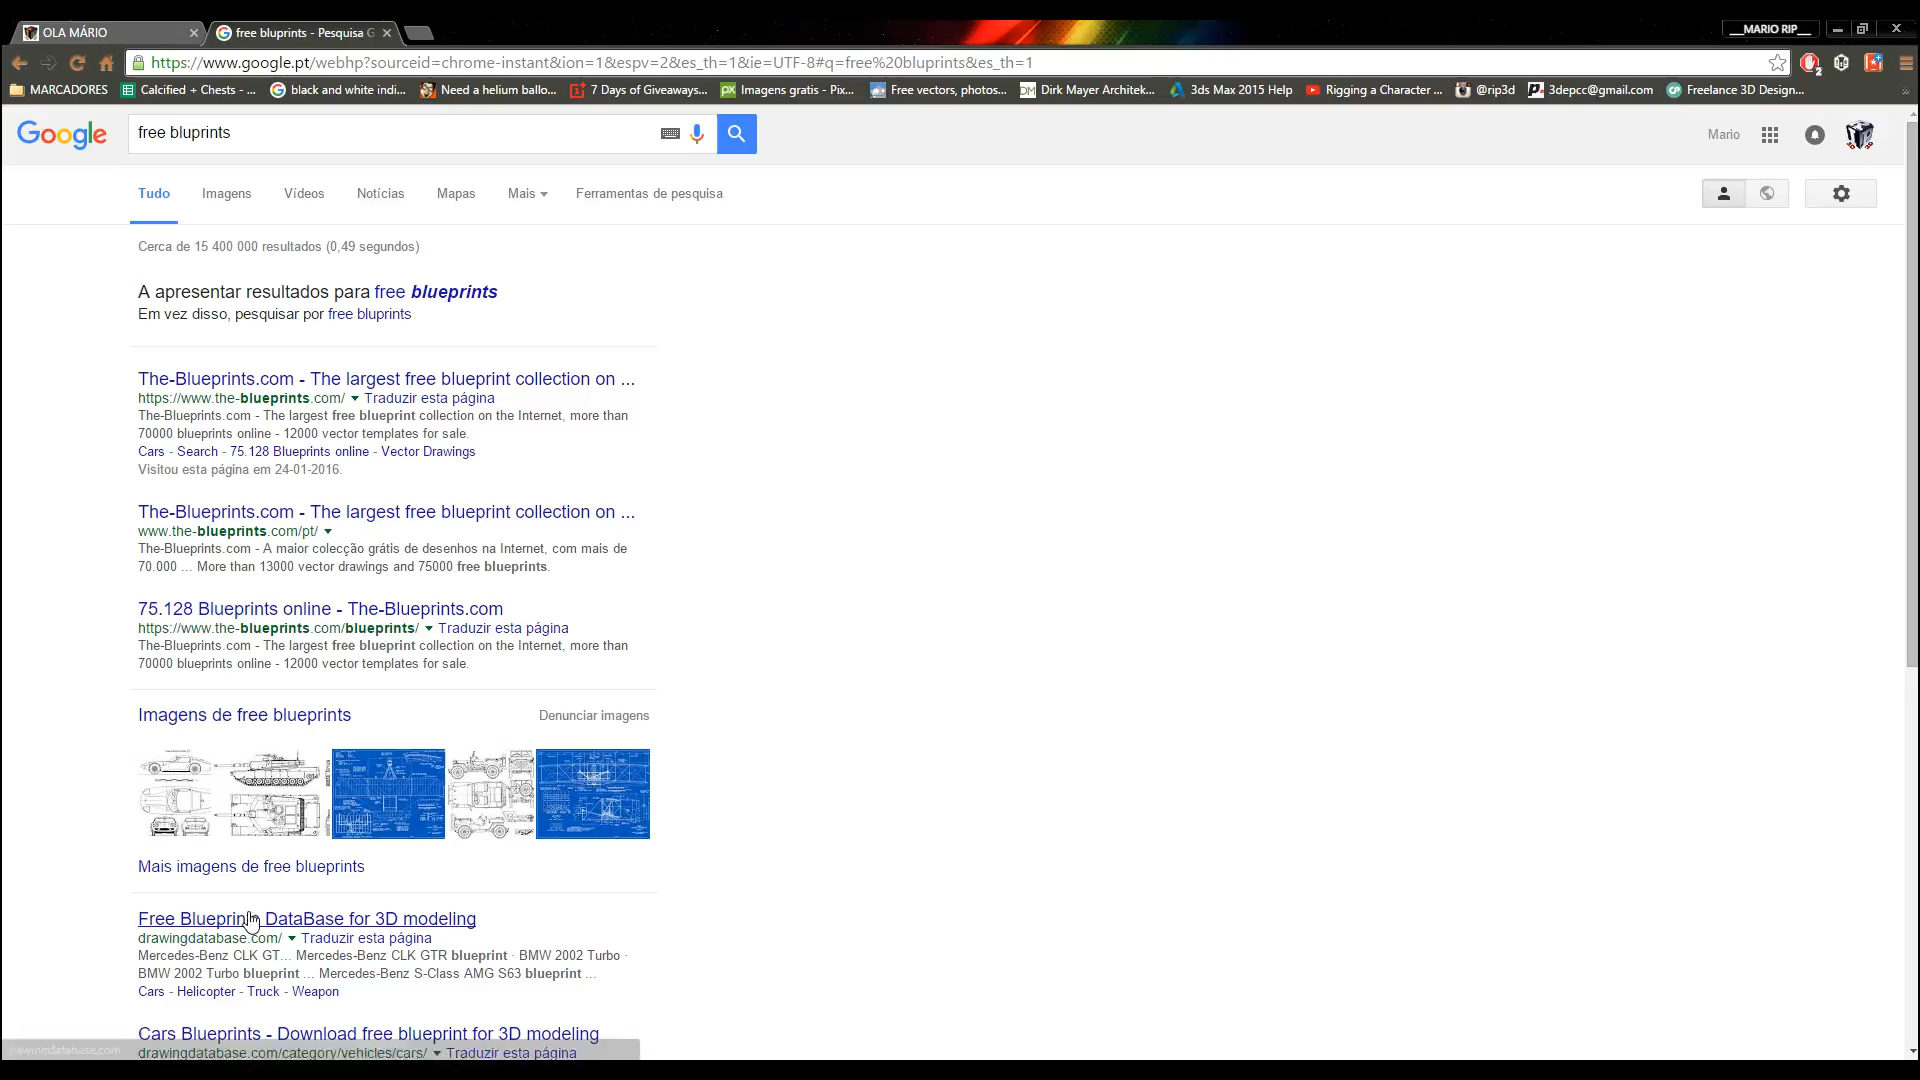 OLA MÁRIO
free bluprints - Pesquisa G
__MARIO RIP__
https://www.google.pt/webhp?sourceid=chrome-instant&ion=1&espv=2&es_th=1&ie=UTF-8#q=free%20bluprints&es_th=1
2
MARCADORES
Calcified + Chests - ...
black and white indi...
Need a helium ballo...
7 Days of Giveaways...
Imagens gratis - Pix...
Free vectors, photos...
Dirk Mayer Architek...
3ds Max 2015 Help
Rigging a Character ...
@rip3d
3depcc@gmail.com
Freelance 3D Design...
Google
free bluprints
Mario
Tudo
Imagens
Vídeos
Notícias
Mapas
Mais
Ferramentas de pesquisa
Cerca de 15 400 000 resultados (0,49 segundos)
A apresentar resultados para free blueprints
Em vez disso, pesquisar por free bluprints
The-Blueprints.com - The largest free blueprint collection on ...
https://www.the-blueprints.com/ Traduzir esta página
The-Blueprints.com - The largest free blueprint collection on the Internet, more than
70000 blueprints online - 12000 vector templates for sale.
Cars - Search - 75.128 Blueprints online - Vector Drawings
Visitou esta página em 24-01-2016.
The-Blueprints.com - The largest free blueprint collection on ...
www.the-blueprints.com/pt/
The-Blueprints.com - A maior colecção grátis de desenhos na Internet, com mais de
70.000 ... More than 13000 vector drawings and 75000 free blueprints.
75.128 Blueprints online - The-Blueprints.com
https://www.the-blueprints.com/blueprints/ Traduzir esta página
The-Blueprints.com - The largest free blueprint collection on the Internet, more than
70000 blueprints online - 12000 vector templates for sale.
Imagens de free blueprints
Denunciar imagens
Mais imagens de free blueprints
Free Blueprint DataBase for 3D modeling
drawingdatabase.com/ Traduzir esta página
Mercedes-Benz CLK GT... Mercedes-Benz CLK GTR blueprint · BMW 2002 Turbo ·
BMW 2002 Turbo blueprint ... Mercedes-Benz S-Class AMG S63 blueprint ...
Cars - Helicopter - Truck - Weapon
Cars Blueprints - Download free blueprint for 3D modeling
drawingdatabase.com/category/vehicles/cars/ Traduzir esta página